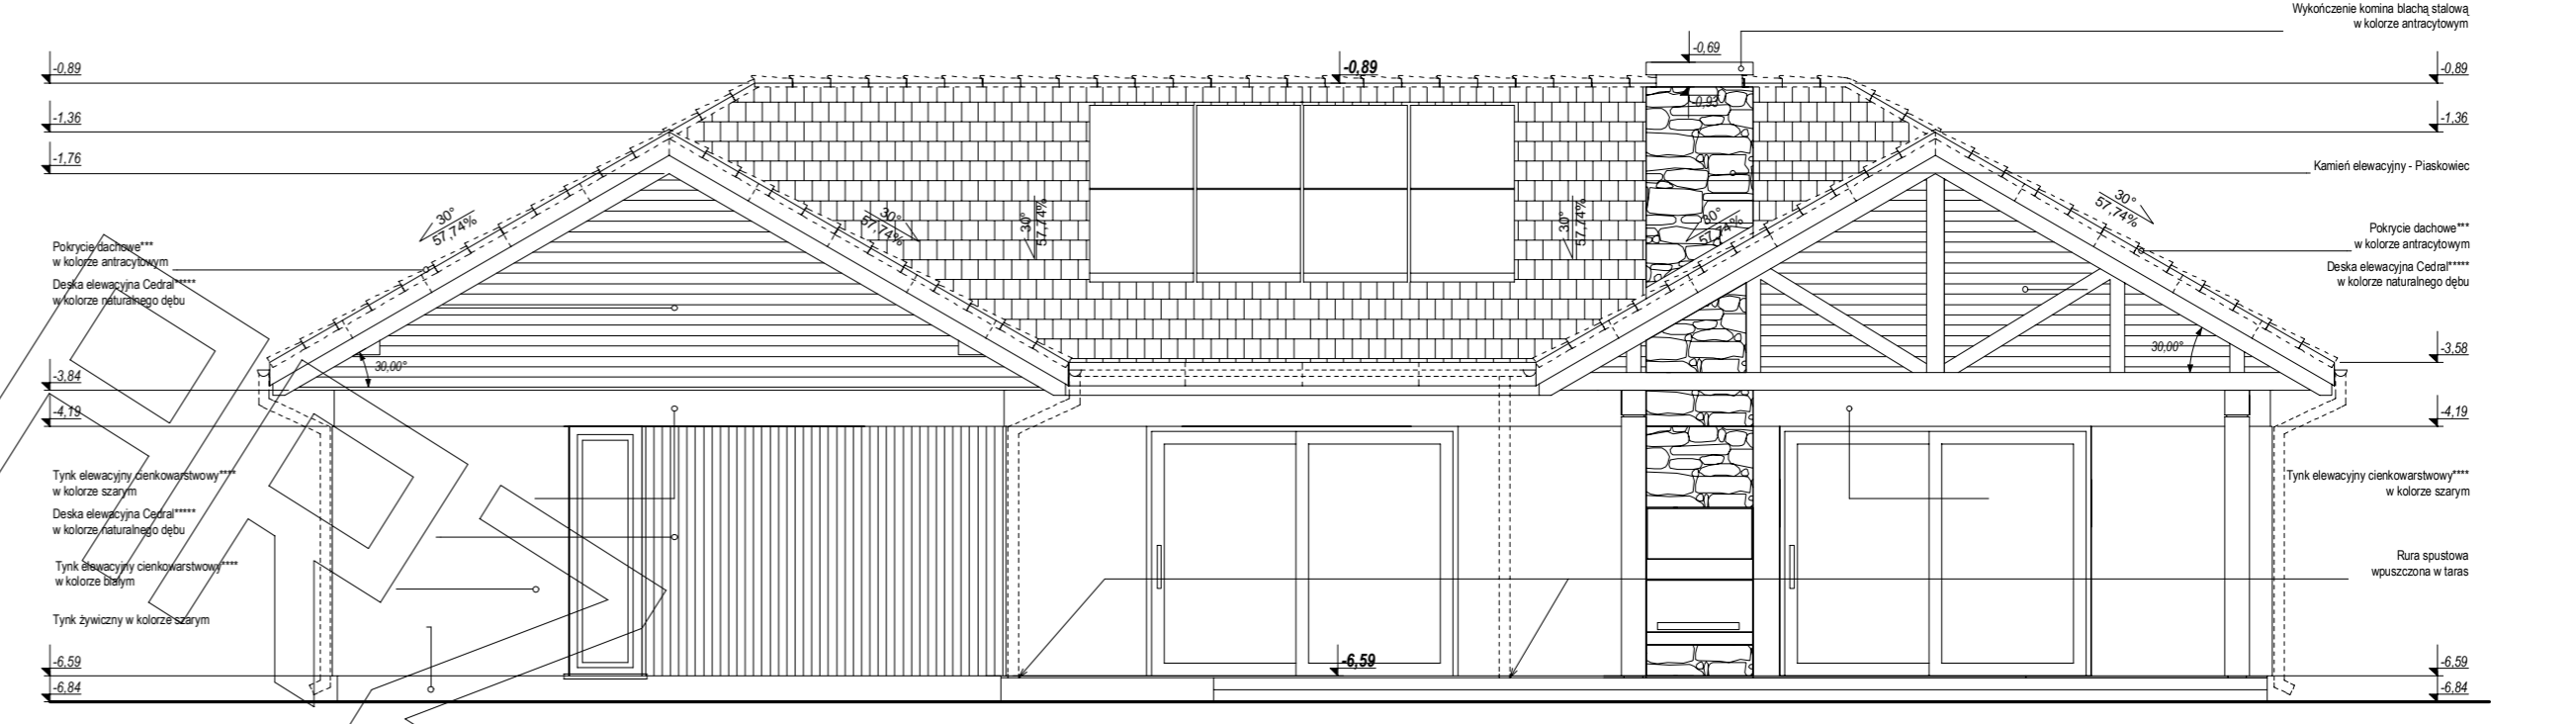 Wykończenie komina blachą stalową
w kolorze antracytowym
-0,69
-0,89
-0,89
-0,89
-0,93
-1,36
-1,36
-1,76
Kamień elewacyjny - Piaskowiec
30°
57,74%
30°
57,74%
30°
57,74%
30°
57,74%
30°
57,74%
30°
57,74%
Pokrycie dachowe***
w kolorze antracytowym
Deska elewacyjna Cedral*****
w kolorze naturalnego dębu
Pokrycie dachowe***
w kolorze antracytowym
Deska elewacyjna Cedral*****
w kolorze naturalnego dębu
30,00°
30,00°
-3,84
-3,58
-4,19
-4,19
Tynk elewacyjny cienkowarstwowy****
w kolorze szarym
Deska elewacyjna Cedral*****
w kolorze naturalnego dębu
Tynk elewacyjny cienkowarstwowy****
w kolorze białym
Tynk żywiczny w kolorze szarym
Tynk elewacyjny cienkowarstwowy****
w kolorze szarym
Rura spustowa
wpuszczona w taras
-6,59
-6,59
-6,59
-6,84
-6,84